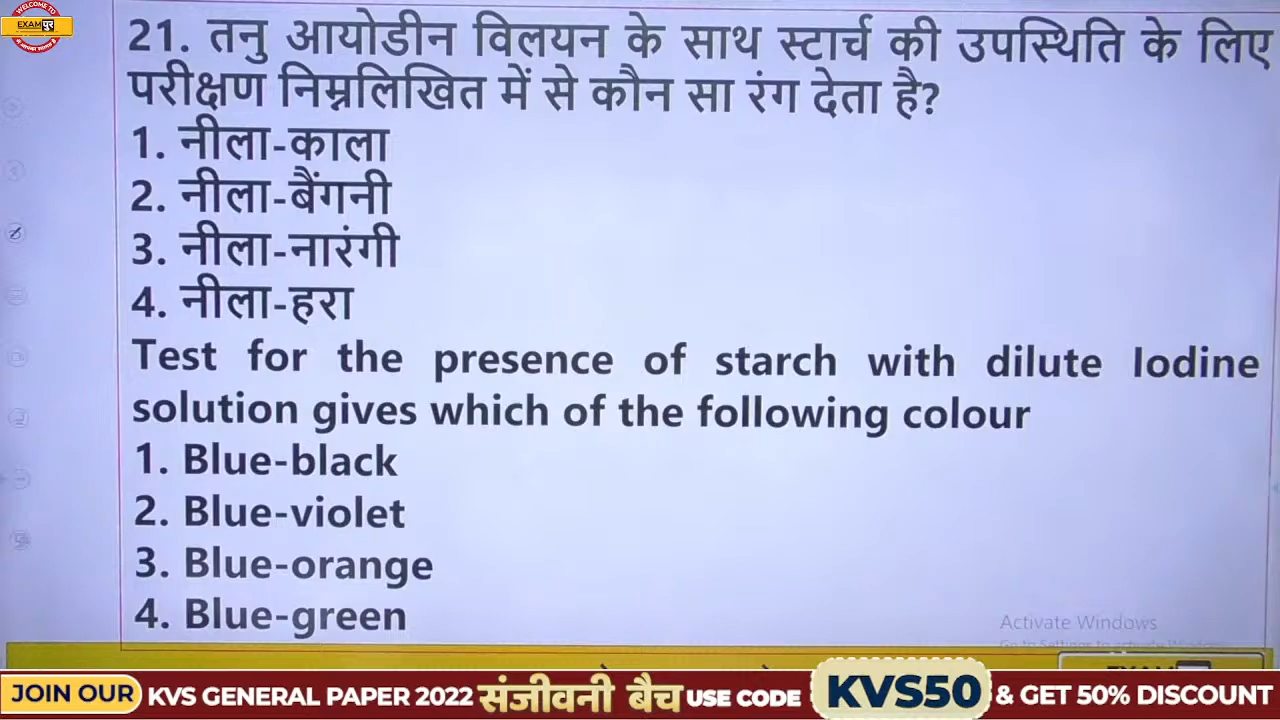 WELCOME TO
EXAMपुर
21. तनु आयोडीन विलयन के साथ स्टार्च की उपस्थिति के लिए
परीक्षण निम्नलिखित में से कौन सा रंग देता है?
1. नीला-काला
2. नीला-बैंगनी
3. नीला-नारंगी
4. नीला-हरा
Test for the presence of starch with dilute Iodine
solution gives which of the following colour
1. Blue-black
2. Blue-violet
3. Blue-orange
4. Blue-green
Activate Windows
JOIN OUR KVS GENERAL PAPER 2022 संजीवनी बैच USE CODE KVS50 & GET 50% DISCOUNT